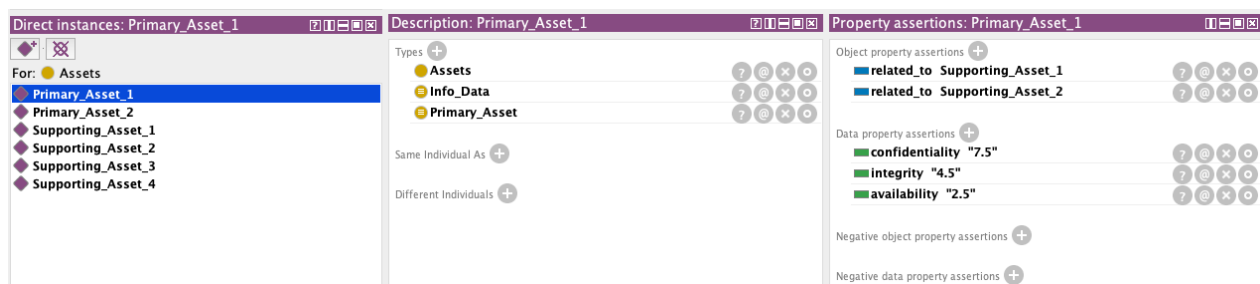 Direct instances: Primary_Asset_1
For: Assets
Primary_Asset_1
Primary_Asset_2
Supporting_Asset_1
Supporting_Asset_2
Supporting_Asset_3
Supporting_Asset_4
Description: Primary_Asset_1
Types
Assets
Info_Data
Primary_Asset
Same Individual As
Different Individuals
Property assertions: Primary_Asset_1
Object property assertions
related_to Supporting_Asset_1
related_to Supporting_Asset_2
Data property assertions
confidentiality "7.5"
integrity "4.5"
availability "2.5"
Negative object property assertions
Negative data property assertions